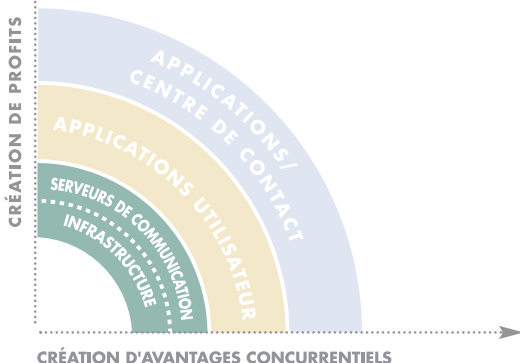 CRÉATION DE PROFITS
APPLICATIONS/
CENTRE DE CONTACT
APPLICATIONS UTILISATEUR
SERVEURS DE COMMUNICATION
INFRASTRUCTURE
CRÉATION D'AVANTAGES CONCURRENTIELS